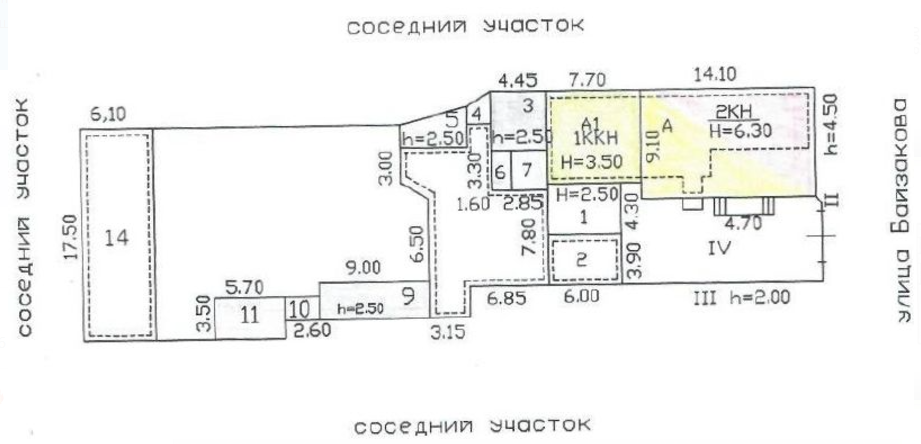 соседний участок
4.45 7.70 14.10
6,10
5 4 3
h=2.50 h=2.50
А1
1ККН
H=3.50
А
2КН
H=6.30
9.10
h=4.50
соседний участок
улица Байзакова
3.00
3.30
6 7
1.60 2.85
H=2.50
1
4.30
4.70
II
17.50
14
6.50
7.80
2
3.90
IV
9.00
9
h=2.50
5.70
3.50
11
10
2.60
3.15
6.85 6.00
III h=2.00
соседний участок